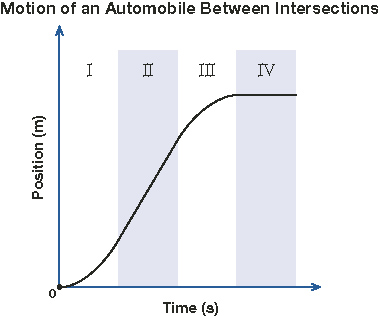 Motion of an Automobile Between Intersections
I II III IV
Position (m)
0
Time (s)